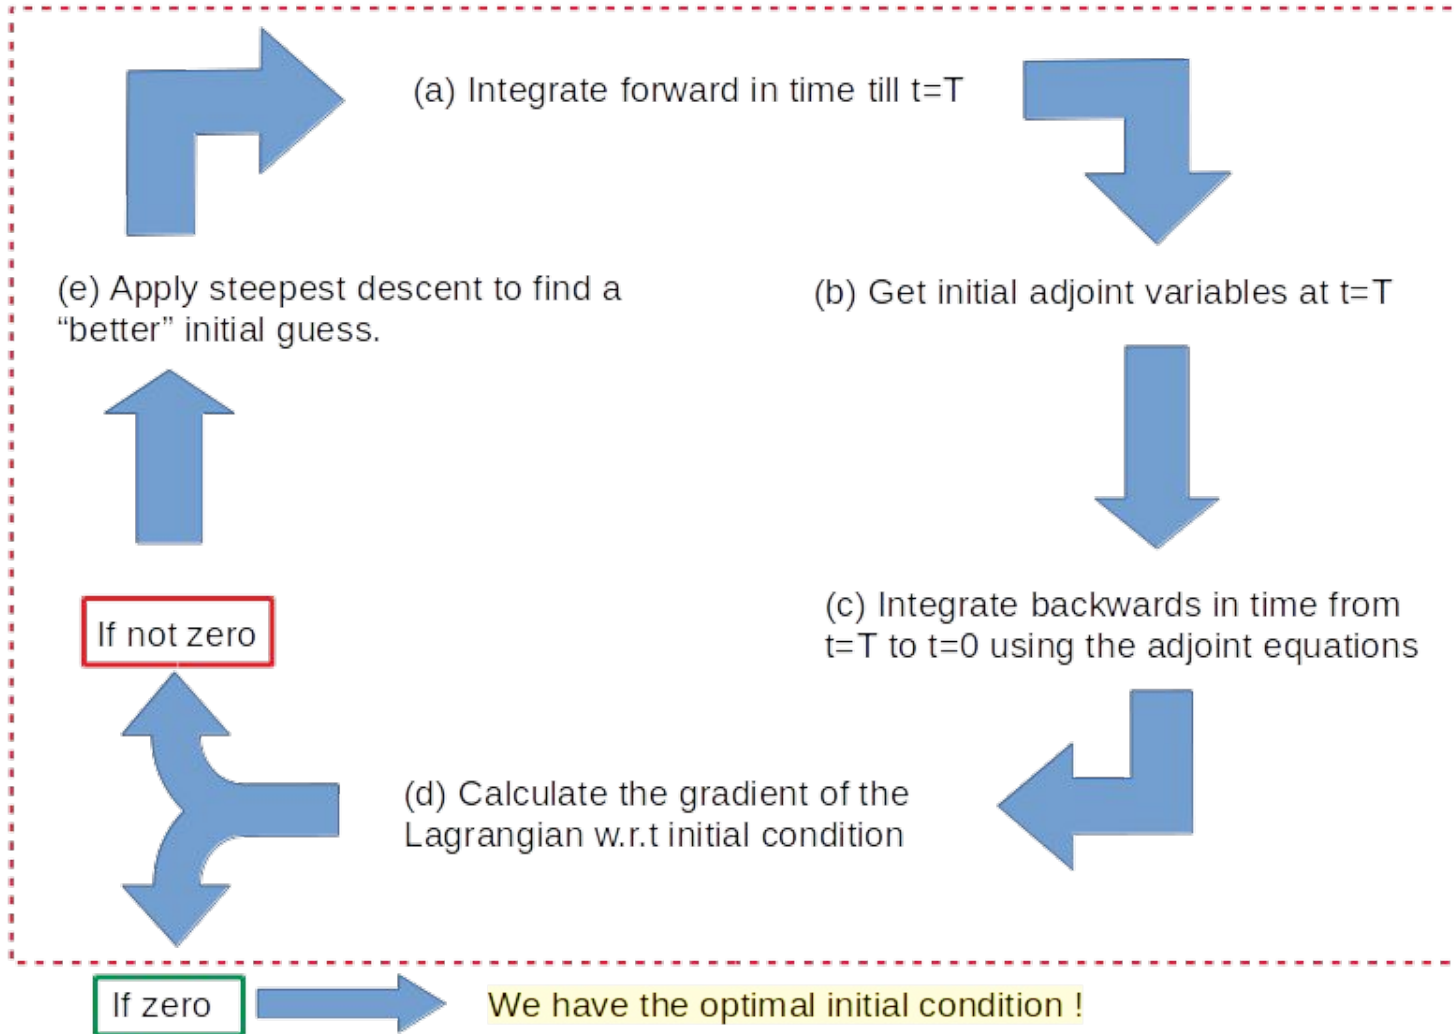 (a) Integrate forward in time till t=T
(e) Apply steepest descent to find a
“better” initial guess.
(b) Get initial adjoint variables at t=T
(c) Integrate backwards in time from
t=T to t=0 using the adjoint equations
If not zero
(d) Calculate the gradient of the
Lagrangian w.r.t initial condition
If zero
We have the optimal initial condition !